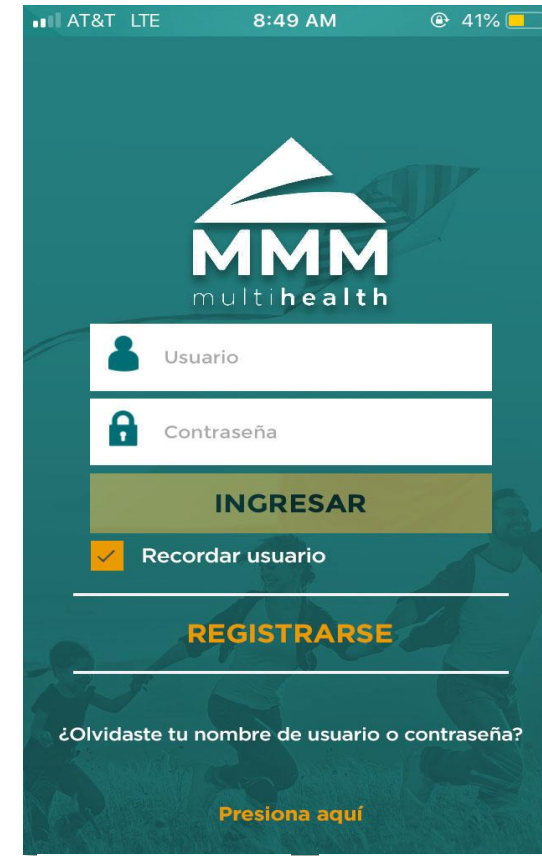 AT&T LTE 8:49 AM 41%
MMM
multihealth
Usuario
Contraseña
INGRESAR
Recordar usuario
REGISTRARSE
¿Olvidaste tu nombre de usuario o contraseña?
Presiona aquí